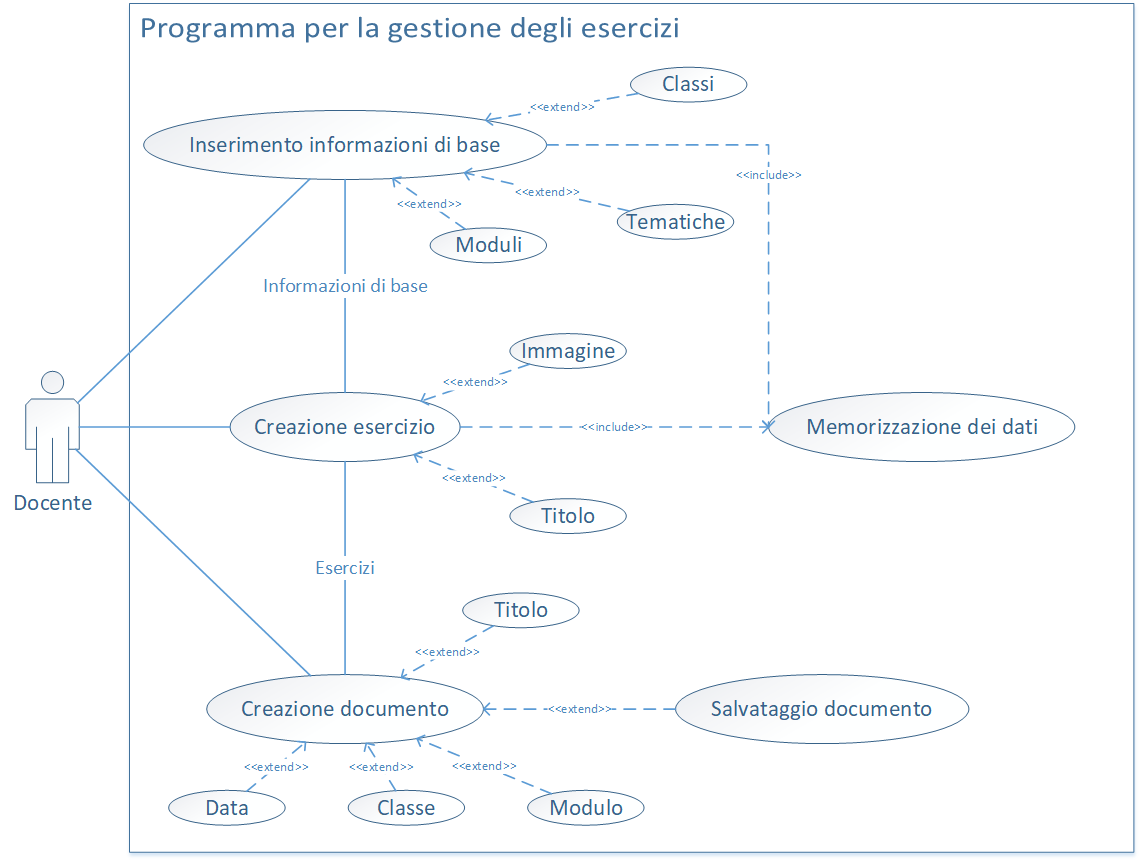 Programma per la gestione degli esercizi
Classi
<<extend>>
Inserimento informazioni di base
<<include>>
<<extend>>
<<extend>>
Tematiche
Moduli
Informazioni di base
Immagine
<<extend>>
Creazione esercizio
<<include>>
Memorizzazione dei dati
<<extend>>
Docente
Titolo
Esercizi
Titolo
<<extend>>
Creazione documento
<<extend>>
Salvataggio documento
<<extend>>
<<extend>>
<<extend>>
Data
Classe
Modulo